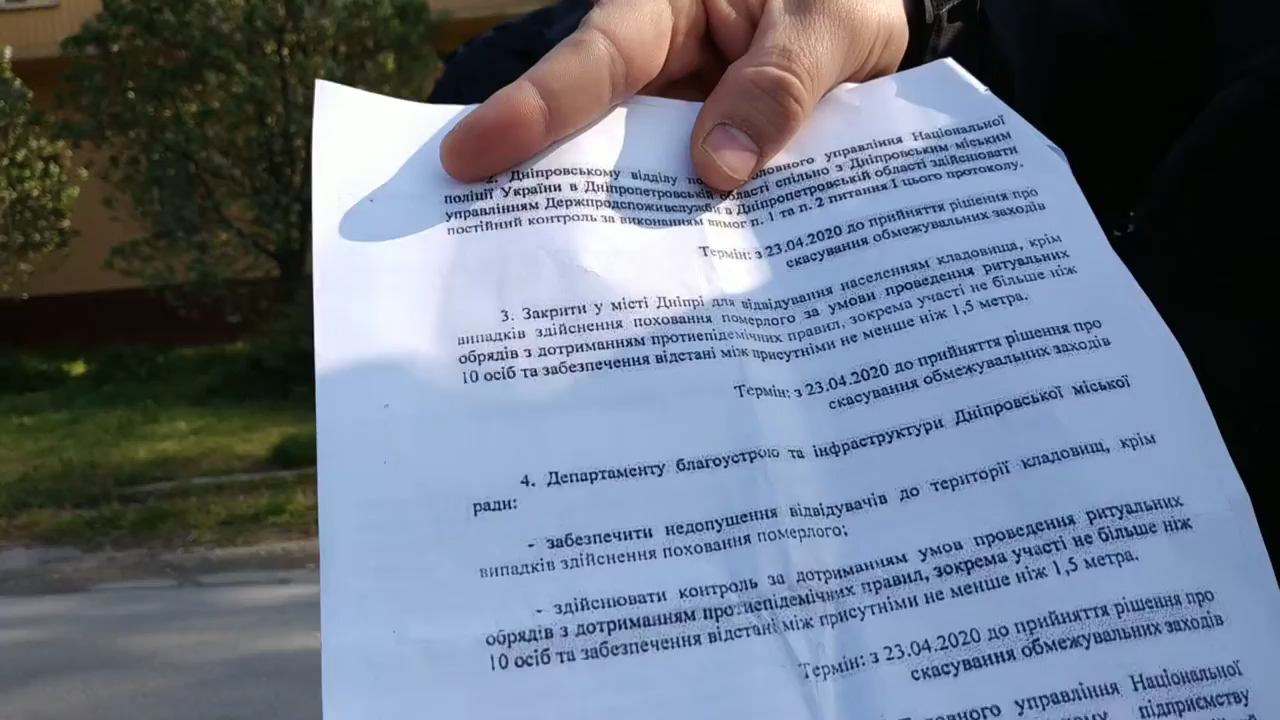 2. Дніпровському відділу по головного управління Національної
поліції України в Дніпропетровській області спільно з Дніпровським міським
управлінням Держпродспоживслужби в Дніпропетровській області здійснювати
постійний контроль за виконанням вимог п. 1 та п. 2 питання І цього протоколу.
Термін: з 23.04.2020 до прийняття рішення про
скасування обмежувальних заходів
3. Закрити у місті Дніпрі для відвідування населенням кладовища, крім
випадків здійснення поховання померлого за умови проведення ритуальних
обрядів з дотриманням протиепідемічних правил, зокрема участі не більше ніж
10 осіб та забезпечення відстані між присутніми не менше ніж 1,5 метра.
Термін: з 23.04.2020 до прийняття рішення про
скасування обмежувальних заходів
4. Департаменту благоустрою та інфраструктури Дніпровської міської
ради:
- забезпечити недопущення відвідувачів до території кладовищ, крім
випадків здійснення поховання померлого;
- здійснювати контроль за дотриманням умов проведення ритуальних
обрядів з дотриманням протиепідемічних правил, зокрема участі не більше ніж
10 осіб та забезпечення відстані між присутніми не менше ніж 1,5 метра.
Термін: з 23.04.2020 до прийняття рішення про
скасування обмежувальних заходів
управління Національної
підприємству